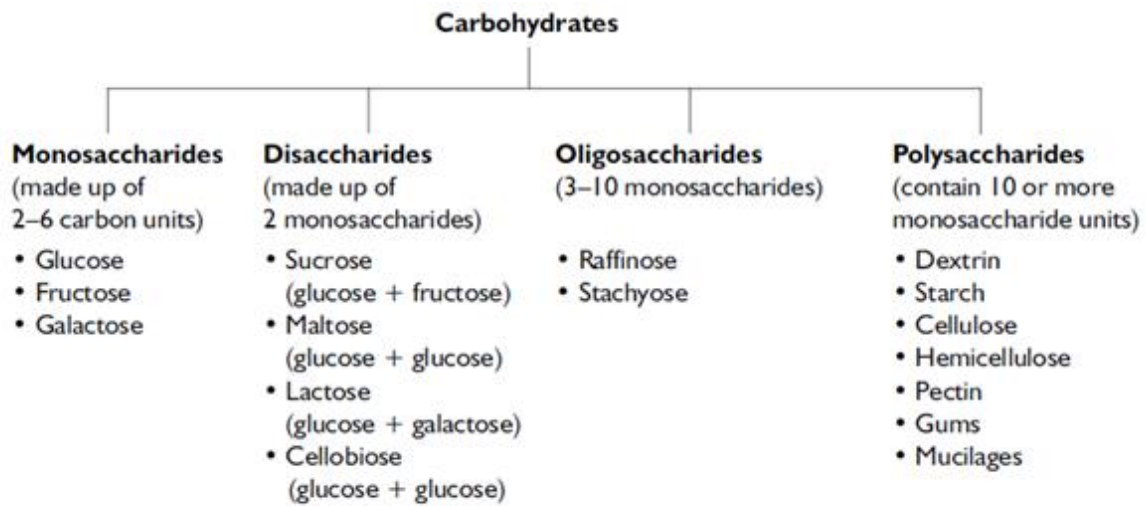 Carbohydrates
Monosaccharides
(made up of
2–6 carbon units)
• Glucose
• Fructose
• Galactose
Disaccharides
(made up of
2 monosaccharides)
• Sucrose
(glucose + fructose)
• Maltose
(glucose + glucose)
• Lactose
(glucose + galactose)
• Cellobiose
(glucose + glucose)
Oligosaccharides
(3–10 monosaccharides)
• Raffinose
• Stachyose
Polysaccharides
(contain 10 or more
monosaccharide units)
• Dextrin
• Starch
• Cellulose
• Hemicellulose
• Pectin
• Gums
• Mucilages